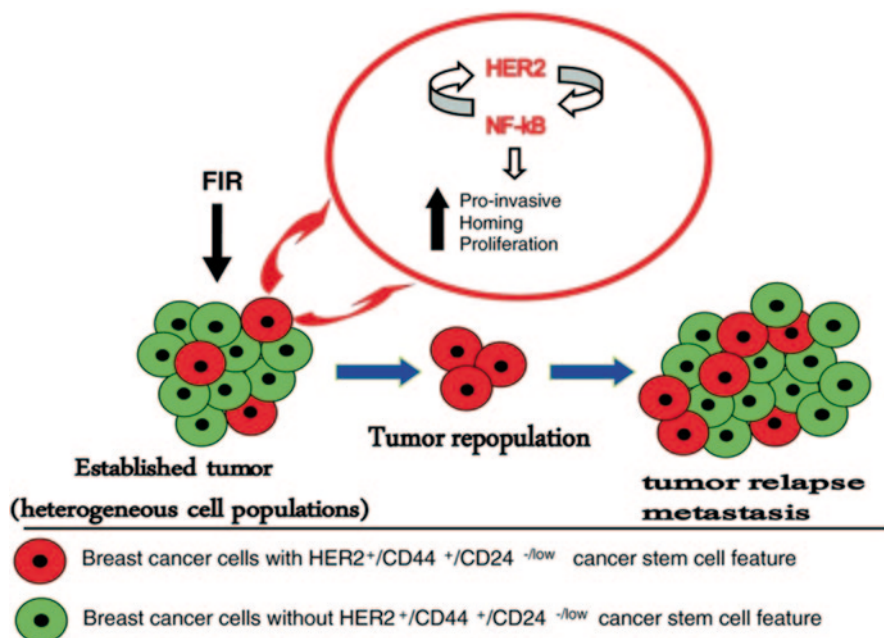 HER2
NF-kB
FIR
Pro-invasive
Homing
Proliferation
Established tumor
(heterogeneous cell populations)
Tumor repopulation
tumor relapse
metastasis
Breast cancer cells with HER2+/CD44 +/CD24 -/low cancer stem cell feature
Breast cancer cells without HER2 +/CD44 +/CD24 -/low cancer stem cell feature